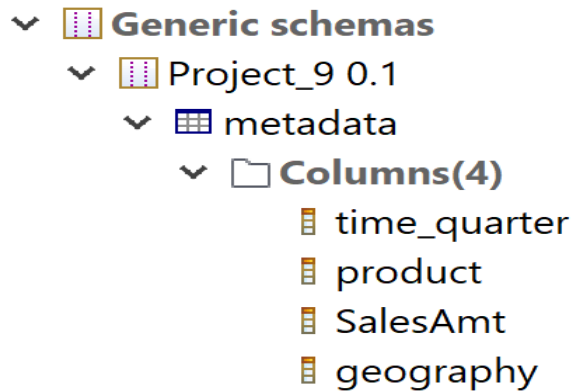 Generic schemas
Project_9 0.1
metadata
Columns(4)
time_quarter
product
SalesAmt
geography